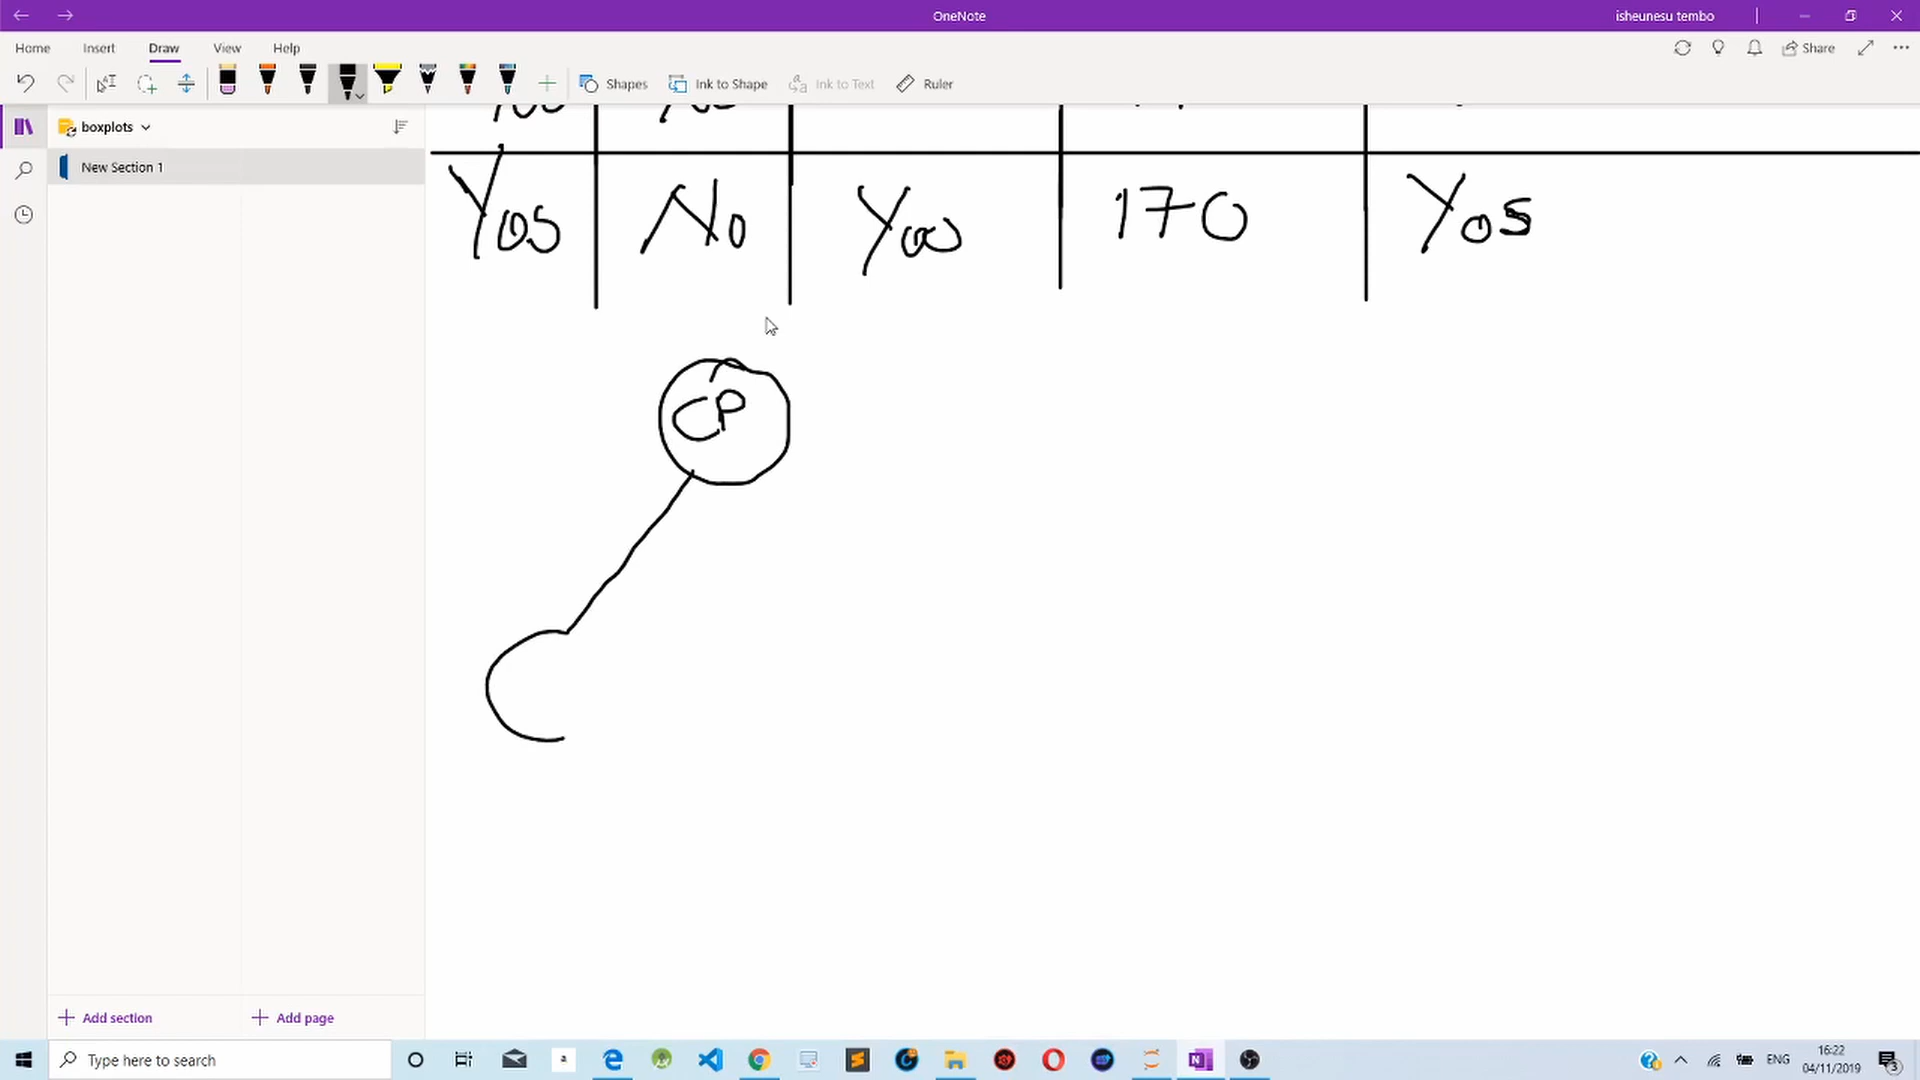 OneNote
isheunesu tembo
Home Insert Draw View Help
Share
Shapes Ink to Shape Ink to Text Ruler
boxplots
New Section 1
Yes No Yes 170 Yes
CP
Add section Add page
Type here to search
a
ENG
16:22
04/11/2019
3